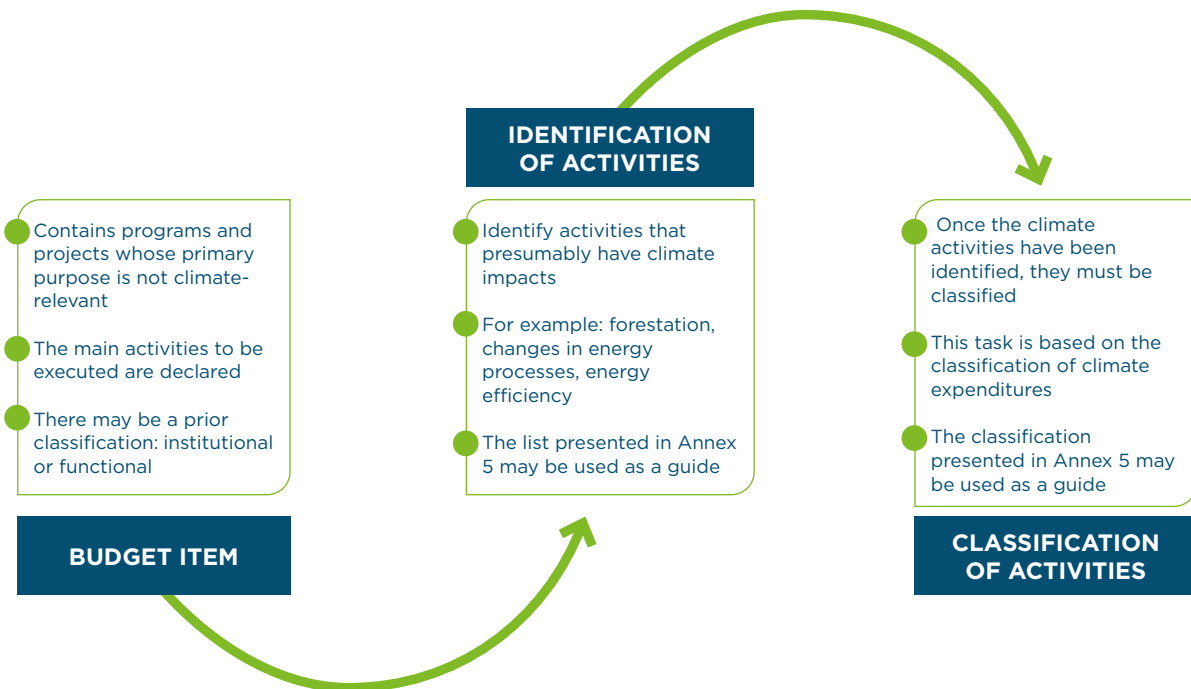 Contains programs and
projects whose primary
purpose is not climate-
relevant
The main activities to be
executed are declared
There may be a prior
classification: institutional
or functional
BUDGET ITEM
IDENTIFICATION
OF ACTIVITIES
Identify activities that
presumably have climate
impacts
For example: forestation,
changes in energy
processes, energy
efficiency
The list presented in Annex
5 may be used as a guide
Once the climate
activities have been
identified, they must be
classified
This task is based on the
classification of climate
expenditures
The classification
presented in Annex 5 may
be used as a guide
CLASSIFICATION
OF ACTIVITIES